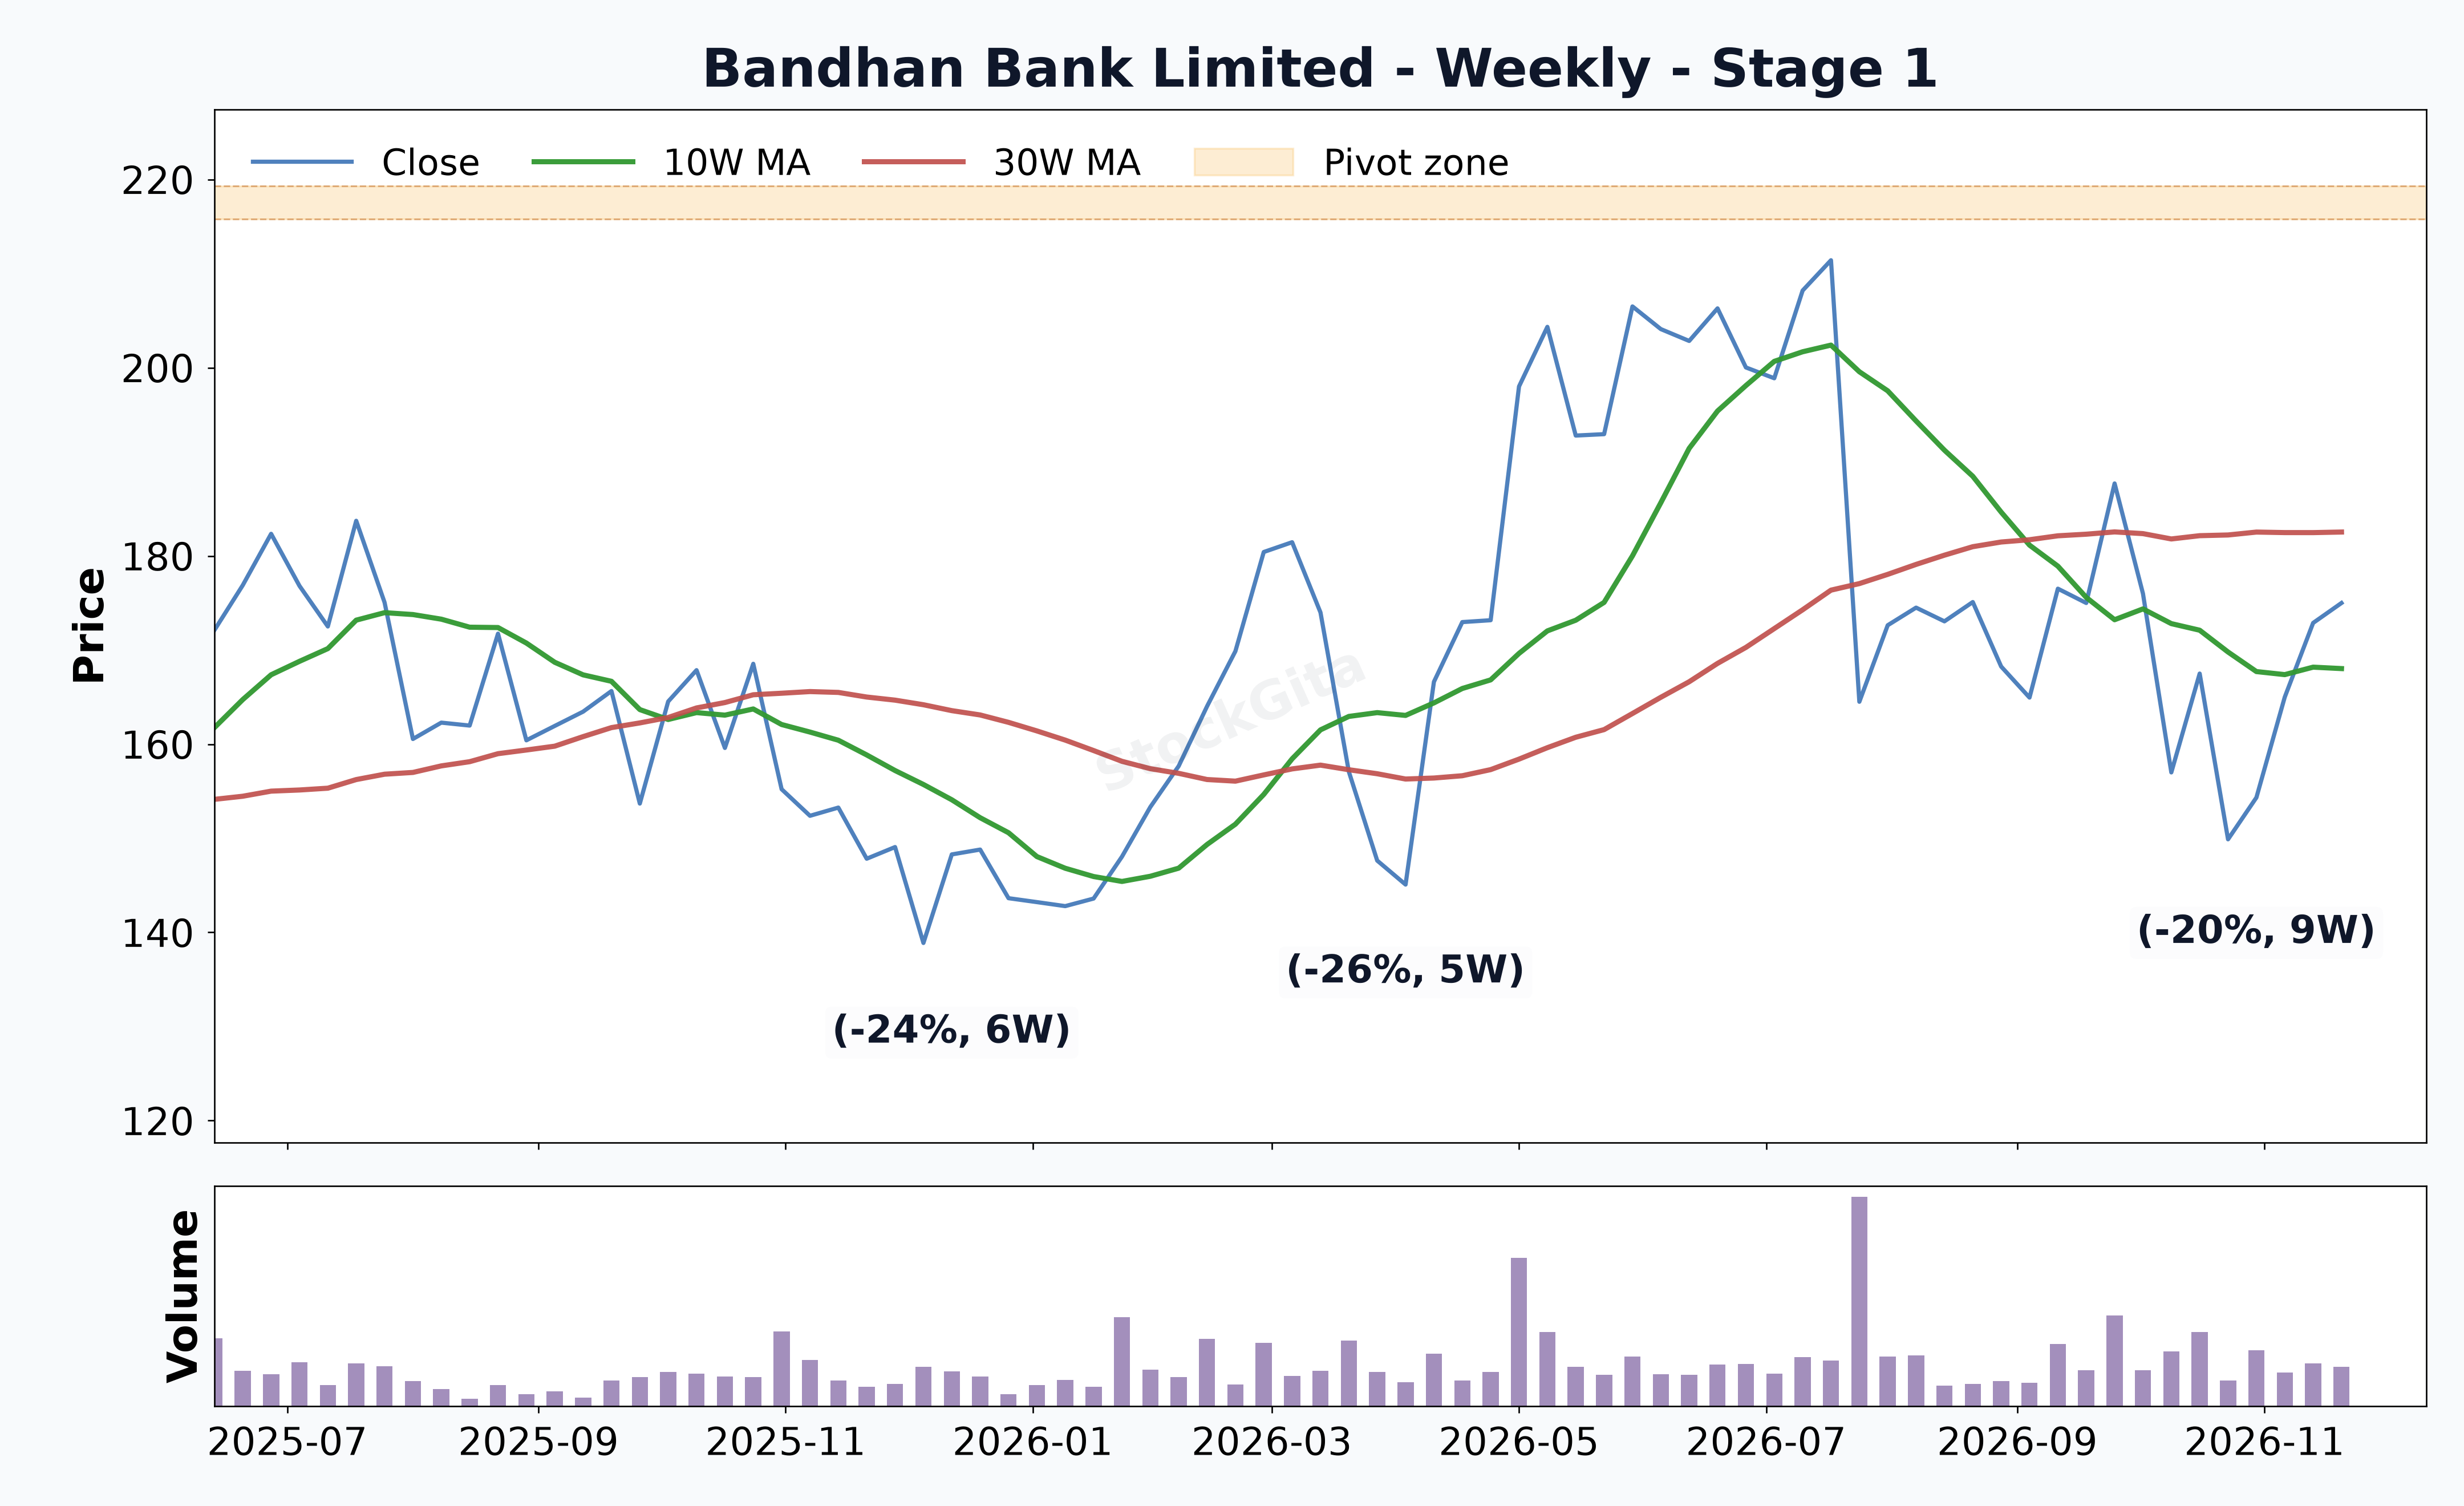 Bandhan Bank Limited - Weekly - Stage 1
Close 10W MA 30W MA Pivot zone
220
200
180
160
140
120
Price
StockGita
(-24%, 6W)
(-26%, 5W)
(-20%, 9W)
Volume
2025-07 2025-09 2025-11 2026-01 2026-03 2026-05 2026-07 2026-09 2026-11